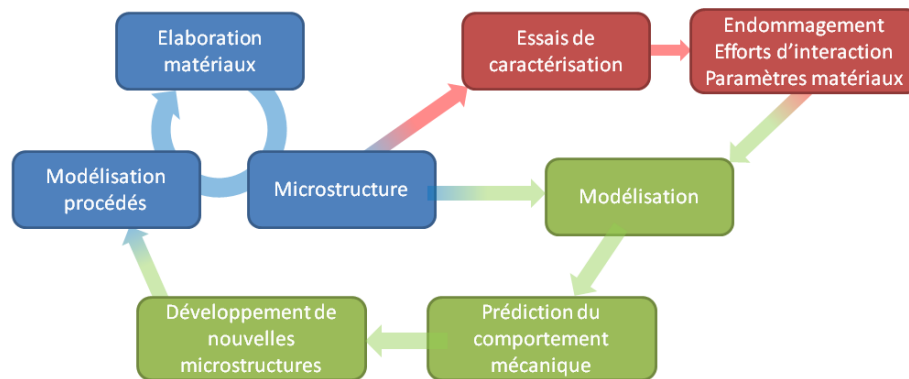 Elaboration
matériaux
Essais de
caractérisation
Endommagement
Efforts d'interaction
Paramètres matériaux
Modélisation
procédés
Microstructure
Modélisation
Développement de
nouvelles
microstructures
Prédiction du
comportement
mécanique